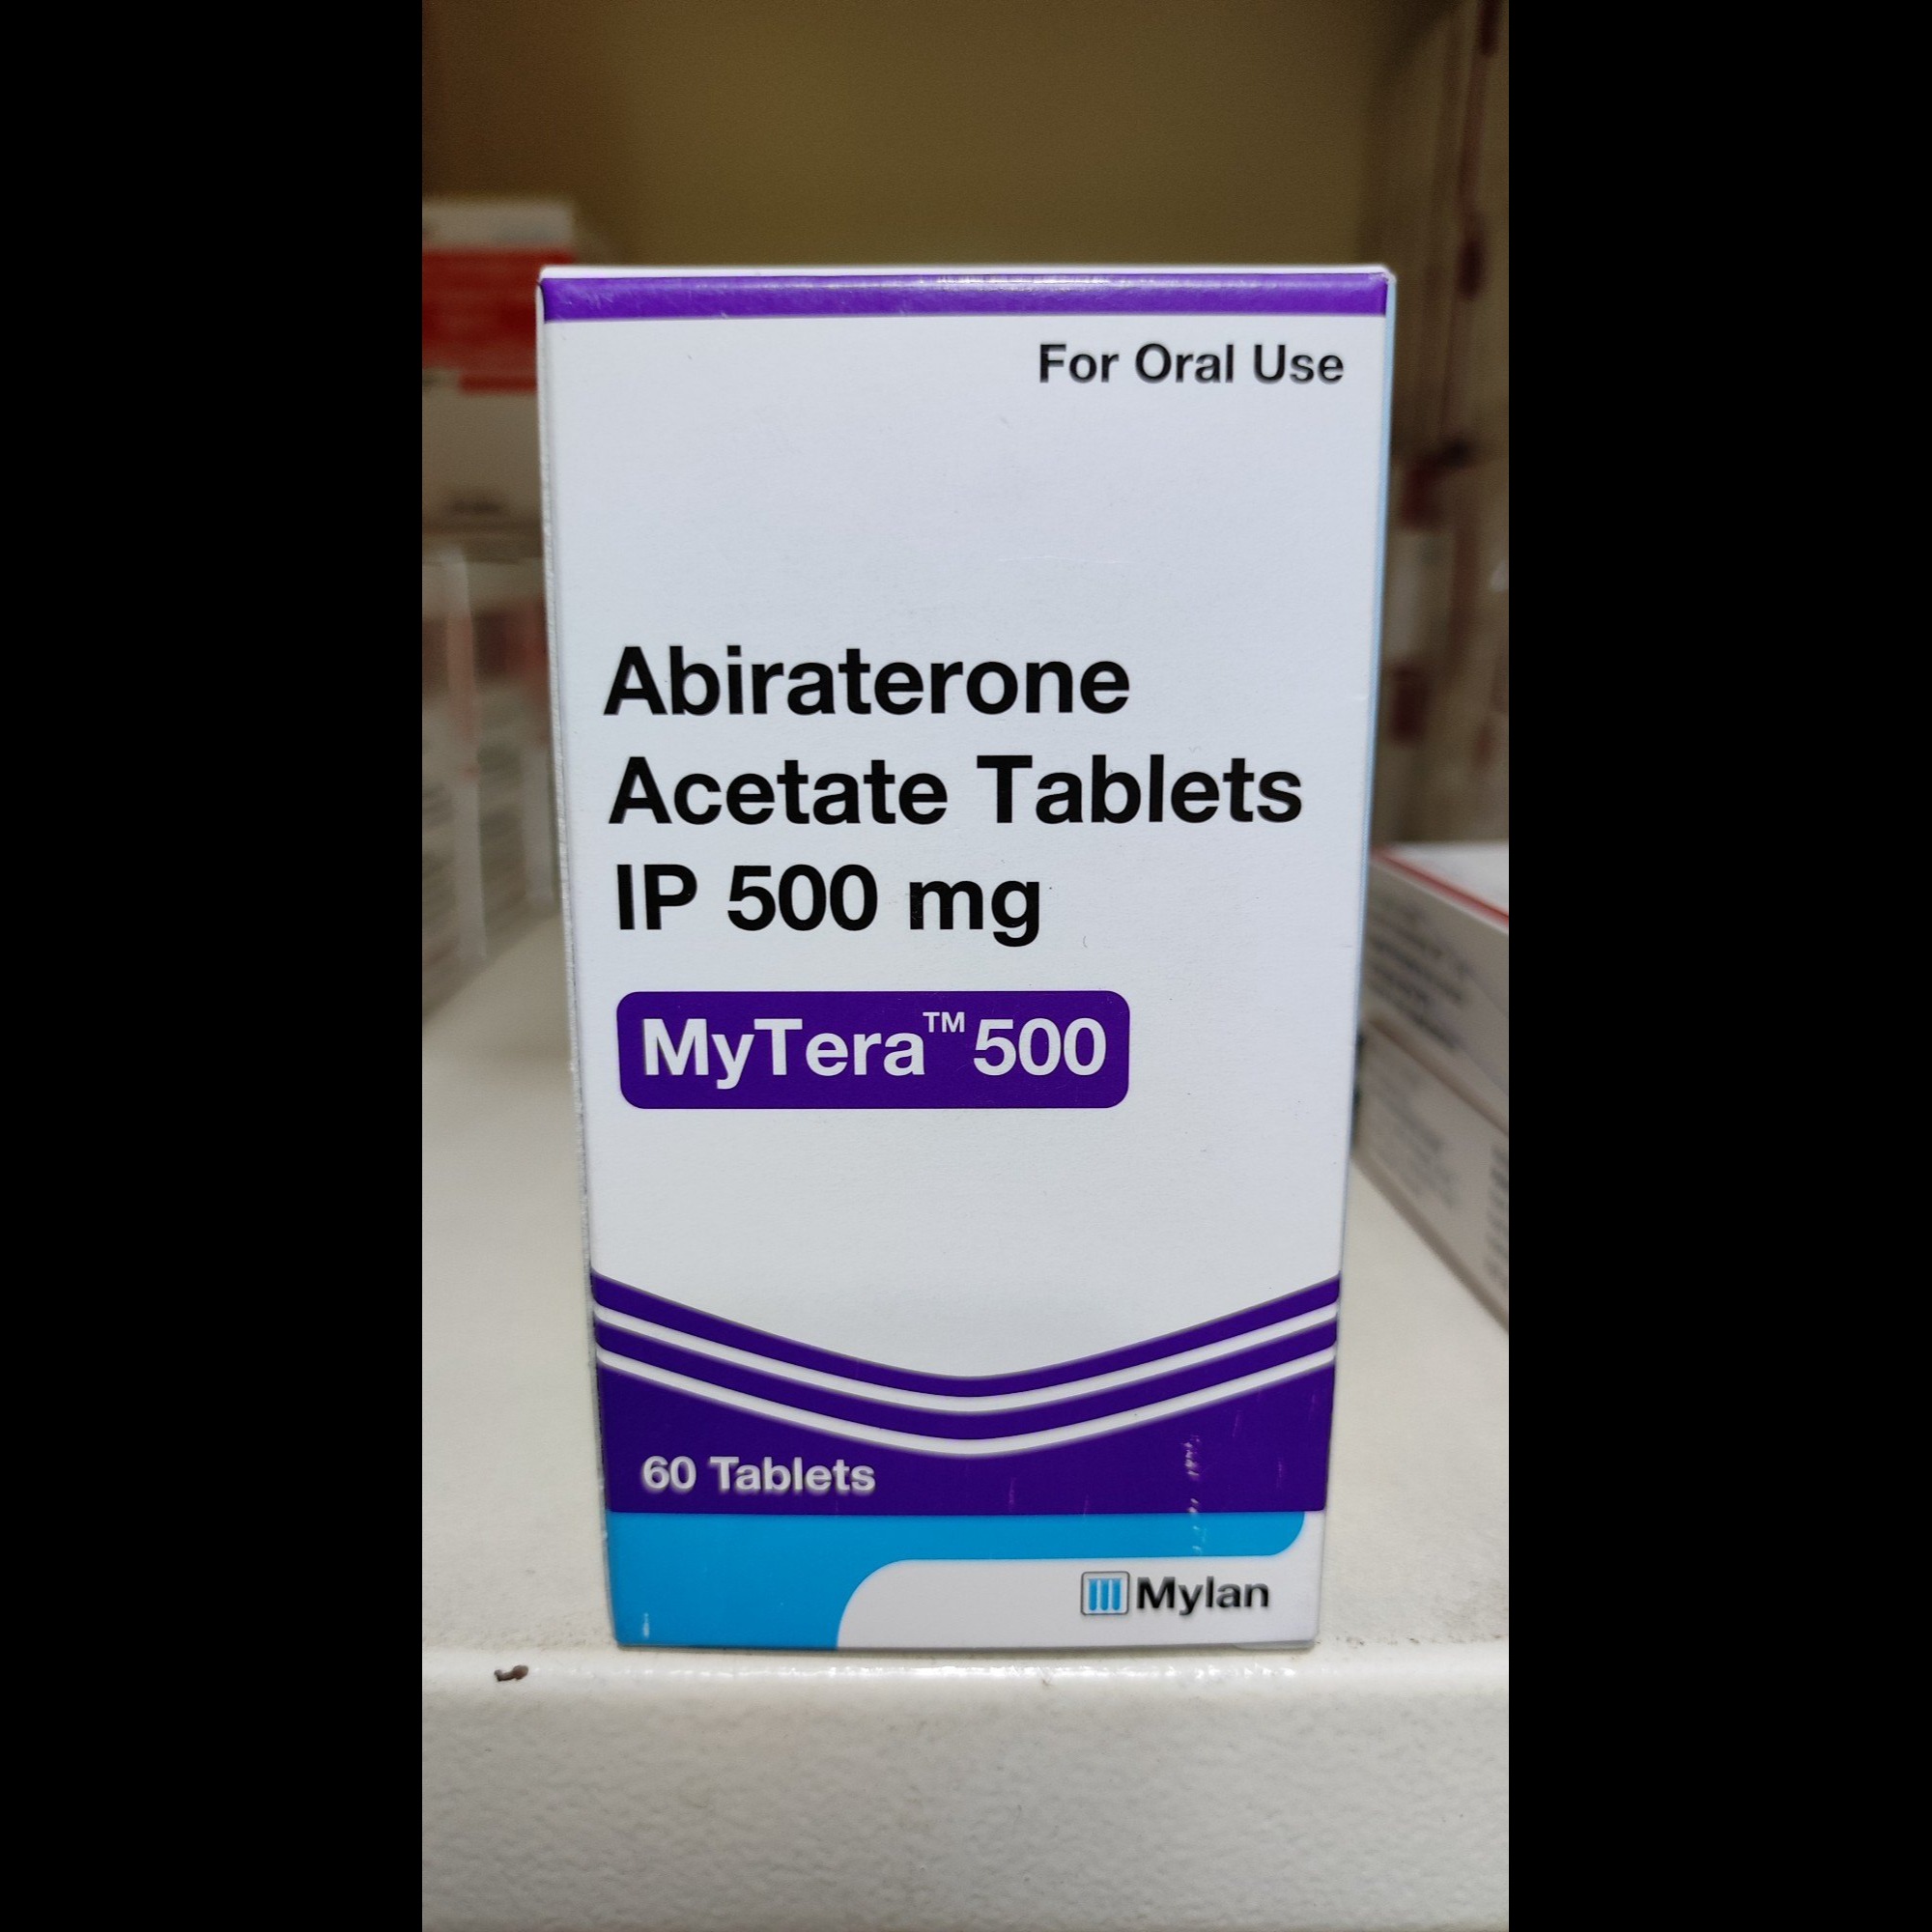 For Oral Use
Abiraterone
Acetate Tablets
IP 500 mg
MyTera™ 500
60 Tablets
Mylan